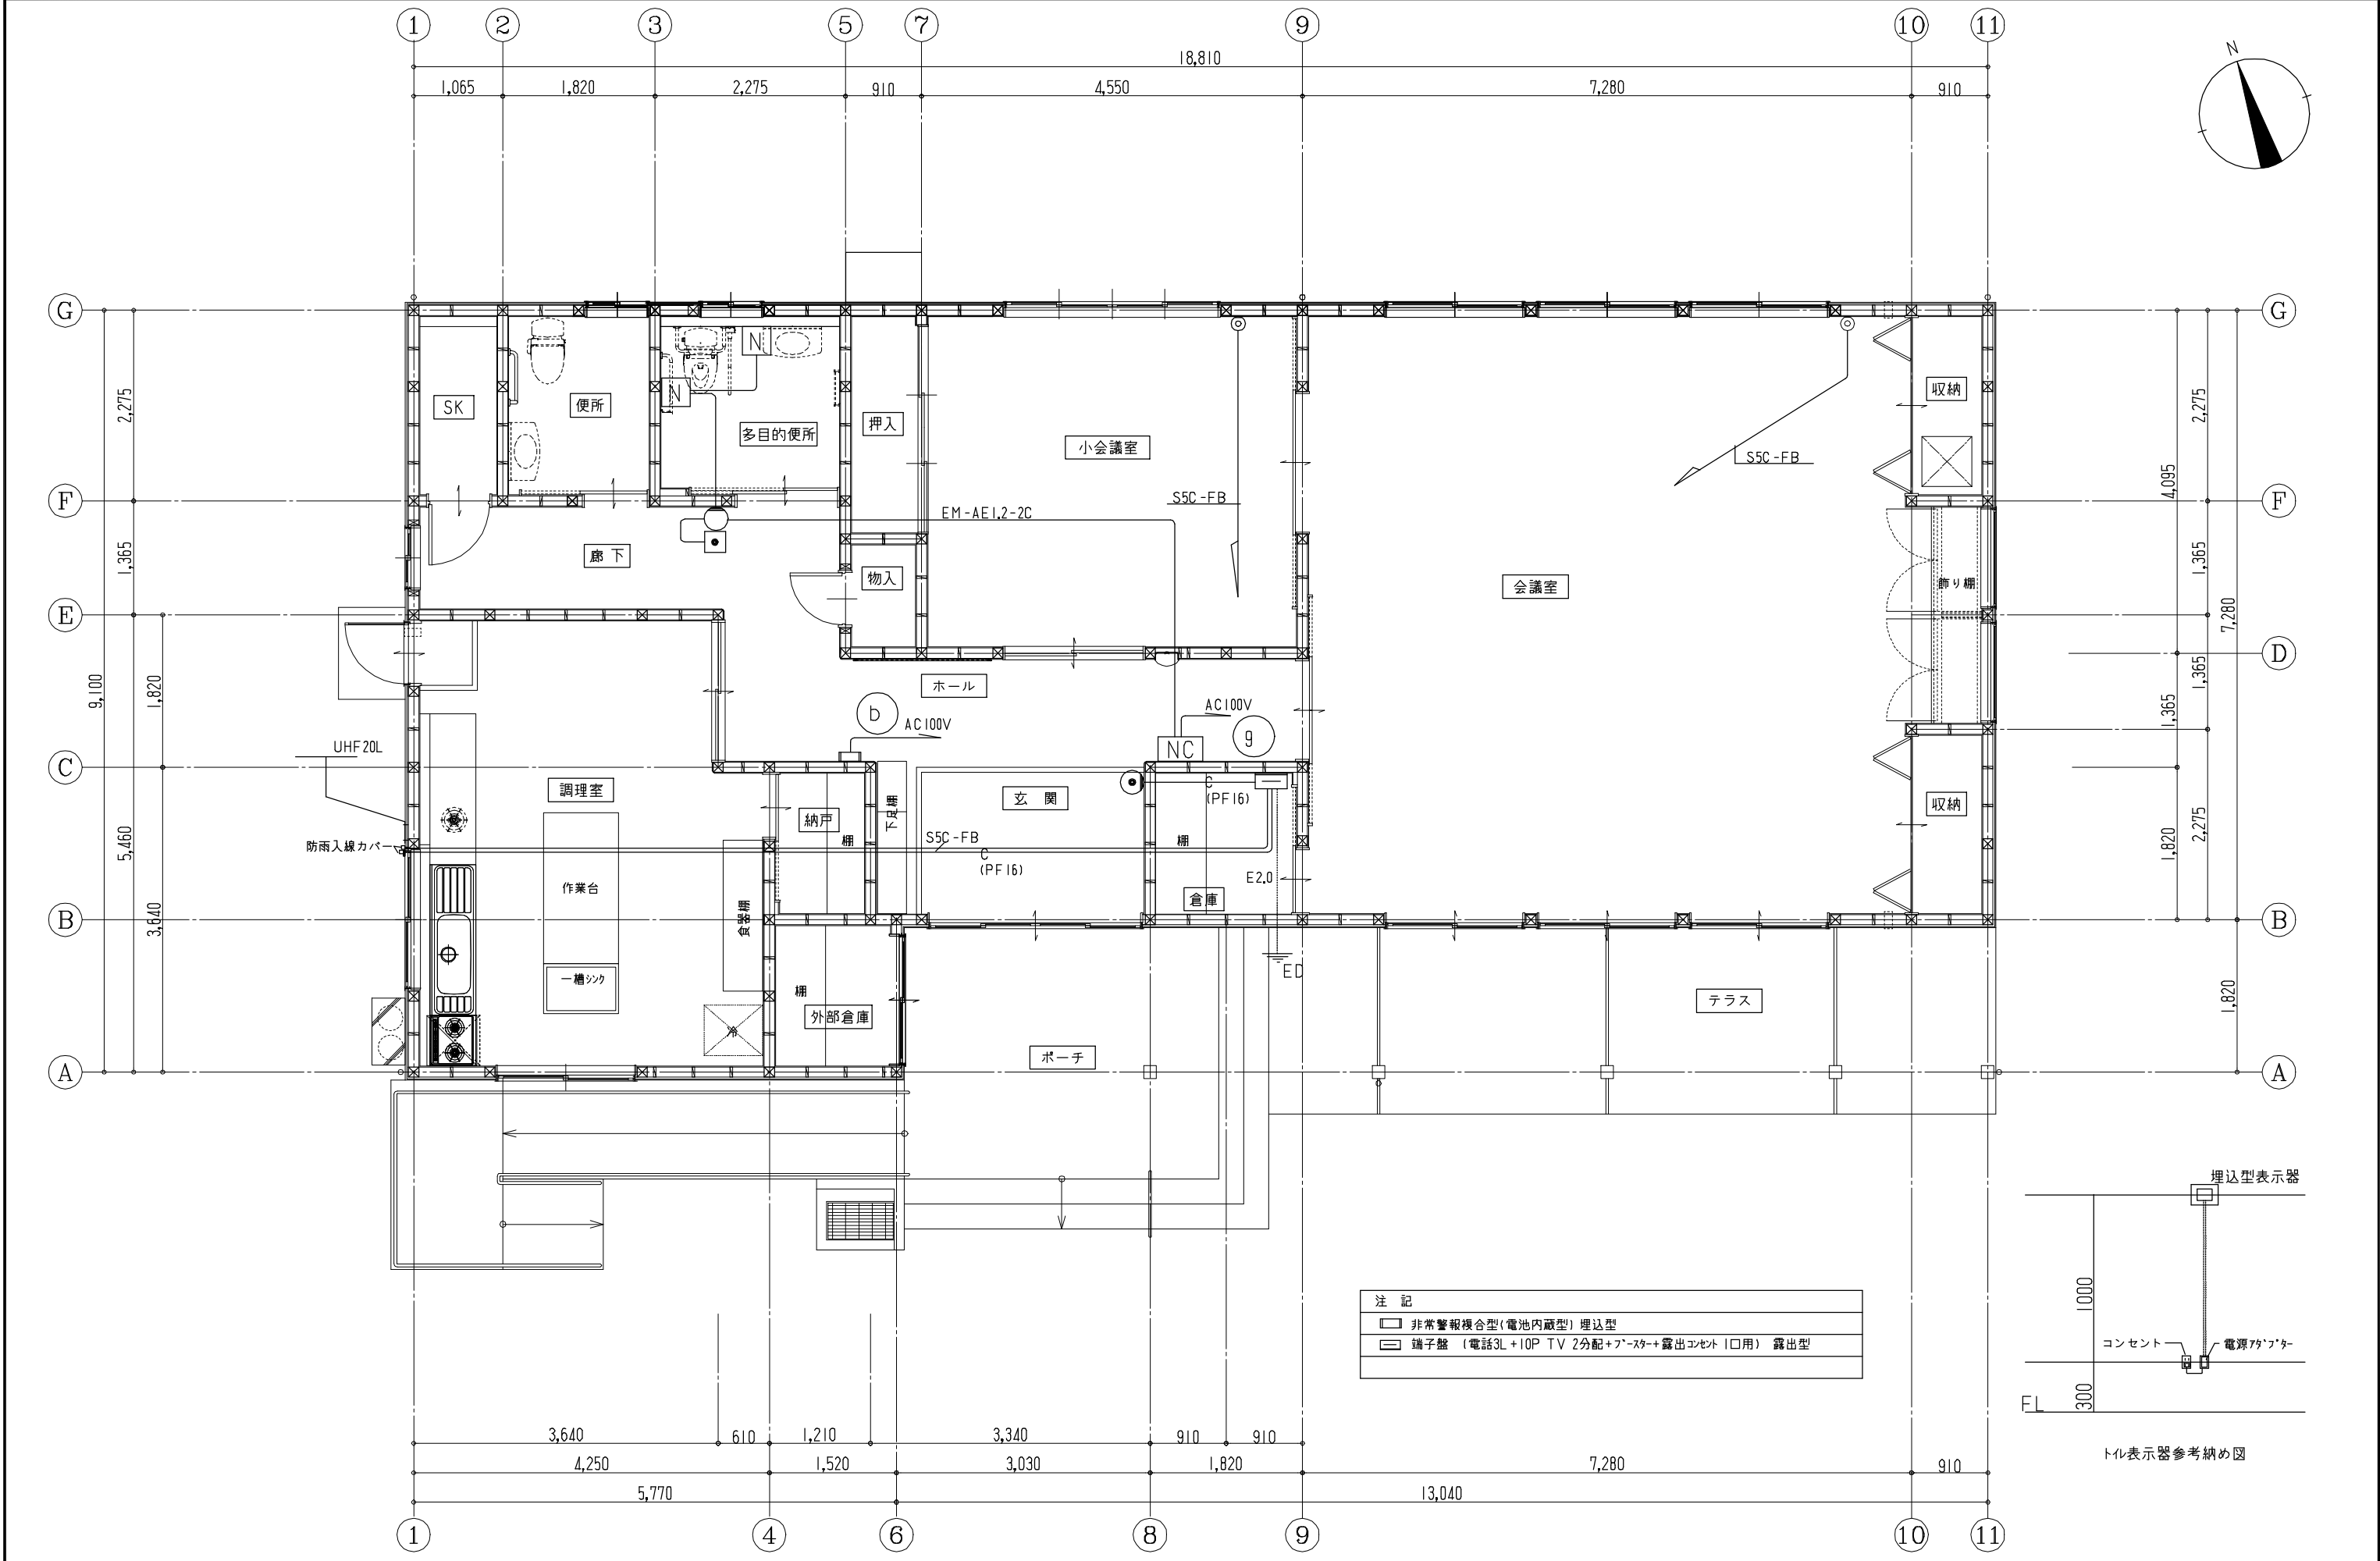 1 2 3 5 7 9 10 11
N
18,810
1,065 1,820 2,275 910 4,550 7,280 910
G G
2,275
SK
便所
N
N
多目的便所
押入
小会議室
収納
2,275
S5C-FB
S5C-FB
4,095
F F
EM-AE1.2-2C
1,365
廊下
物入
会議室
飾り棚
1,365
E
7,280
D
ホール
9,100
1,820
1,365
1,365
b
AC100V
AC100V
g
NC
UHF20L
C
調理室
玄関
C
(PF16)
納戸
棚
下足棚
収納
防雨入線カバー
S5C-FB
C
(PF16)
棚
5,460
1,820
2,275
作業台
E2.0
倉庫
3,640
食器棚
B B
一槽シンク
棚
ED
外部倉庫
冷
テラス
1,820
ポーチ
A A
埋込型表示器
注記
非常警報複合型(電池内蔵型) 埋込型
端子盤 (電話3L+10P TV 2分配+ブースター+露出コンセント 1口用) 露出型
1000
コンセント
電源アダプター
300
FL
トイレ表示器参考納め図
3,640 610 1,210 3,340 910 910
4,250 1,520 3,030 1,820 7,280 910
5,770 13,040
1 4 6 8 9 10 11